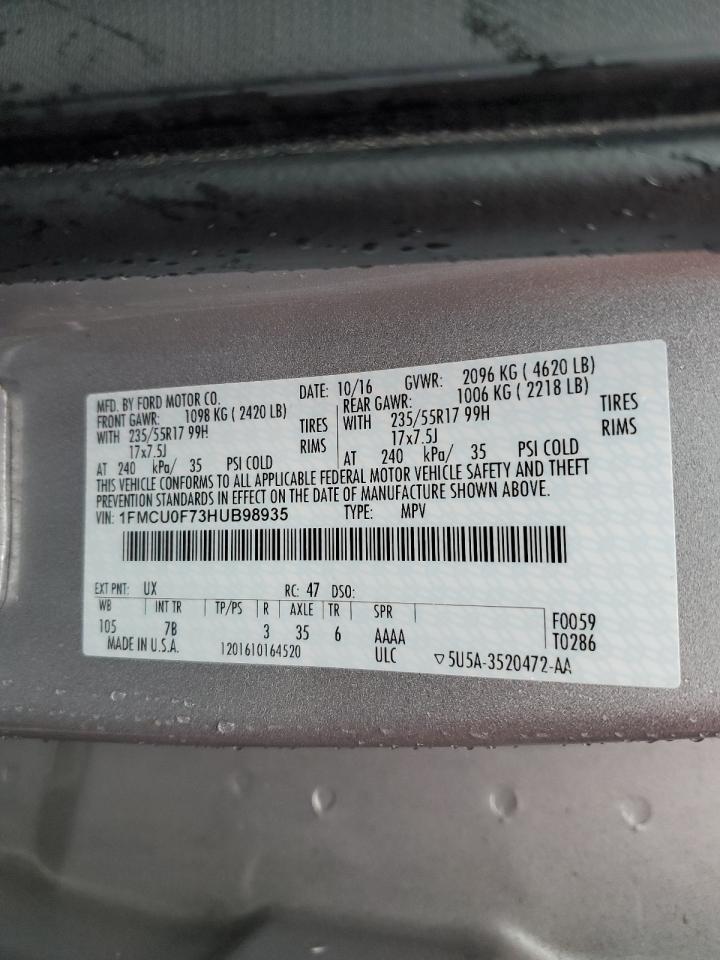 MFD. BY FORD MOTOR CO. DATE: 10/16 GVWR: 2096 KG ( 4620 LB)
FRONT GAWR: 1098 KG ( 2420 LB) REAR GAWR: 1006 KG ( 2218 LB)
WITH 235/55R17 99H TIRES WITH 235/55R17 99H TIRES
17x7.5J RIMS 17x7.5J RIMS
AT 240 kPa/ 35 PSI COLD AT 240 kPa/ 35 PSI COLD
THIS VEHICLE CONFORMS TO ALL APPLICABLE FEDERAL MOTOR VEHICLE SAFETY AND THEFT
PREVENTION STANDARDS IN EFFECT ON THE DATE OF MANUFACTURE SHOWN ABOVE.
VIN: 1FMCU0F73HUB98935 TYPE: MPV
EXT PNT: UX RC: 47 DSO:
WB INT TR TP/PS R AXLE TR SPR
105 7B 3 35 6 AAAA F0059
MADE IN U.S.A. 1201610164520 ULC T0286
▽5U5A-3520472-AA